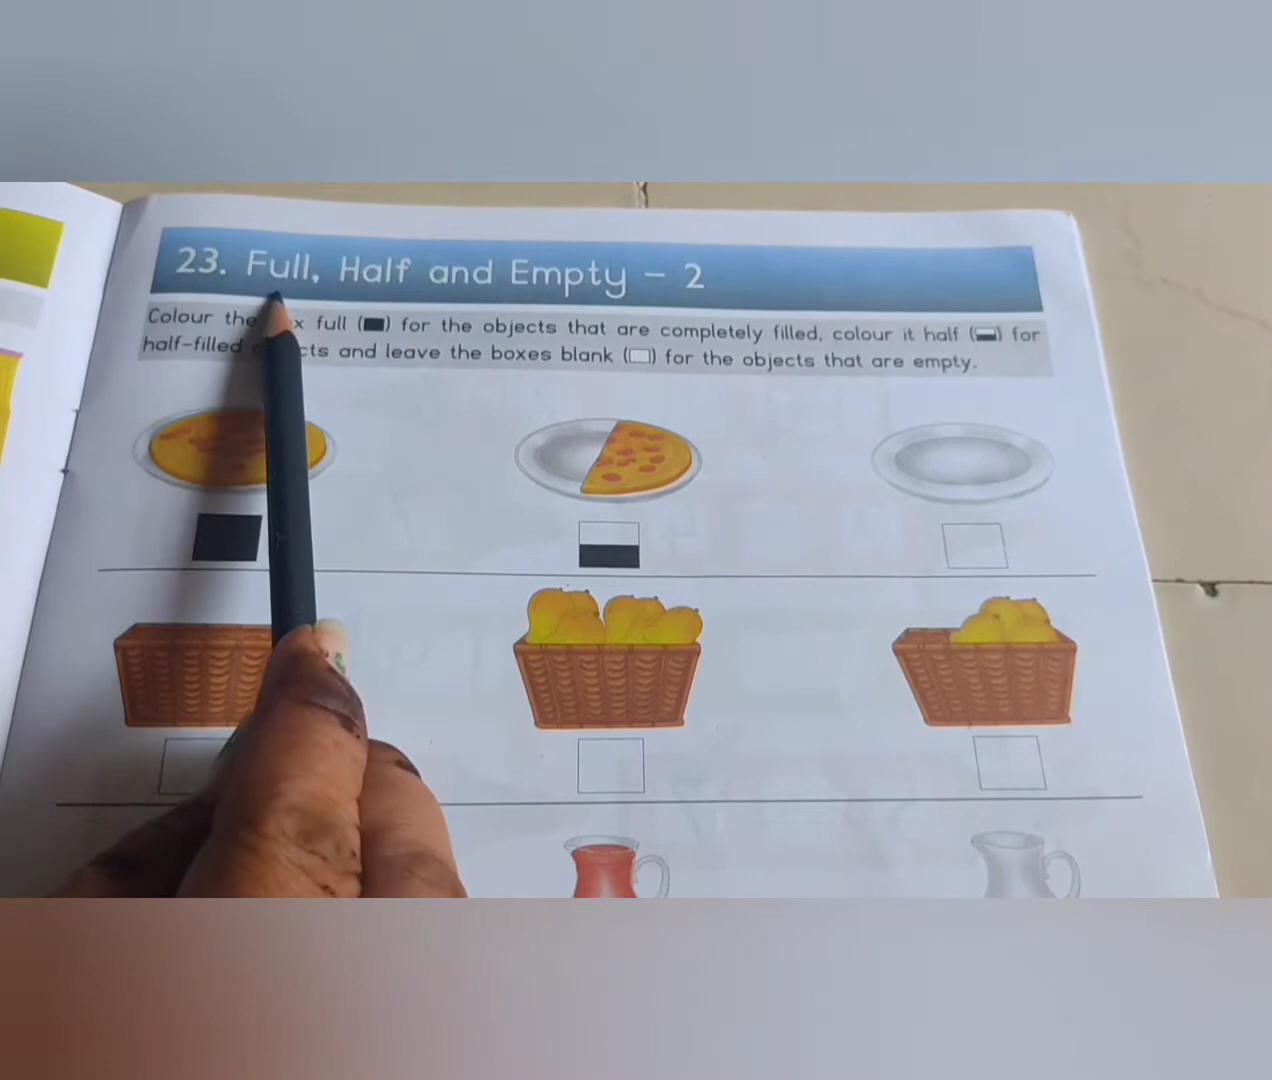 23. Full, Half and Empty - 2
Colour the x full ( ) for the objects that are completely filled, colour it half ( ) for
half-filled cts and leave the boxes blank ( ) for the objects that are empty.